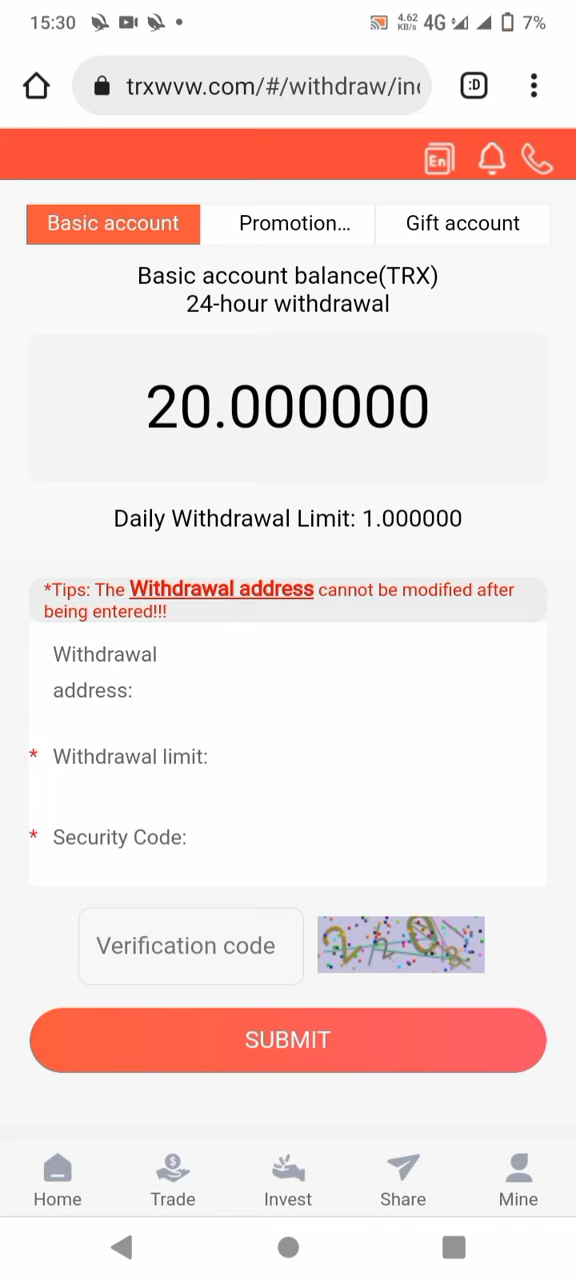 15:30
4.62
KB/s
4G
7%
trxwvw.com/#/withdraw/in
:D
En
Basic account
Promotion...
Gift account
Basic account balance(TRX)
24-hour withdrawal
20.000000
Daily Withdrawal Limit: 1.000000
*Tips: The Withdrawal address cannot be modified after
being entered!!!
Withdrawal
address:
* Withdrawal limit:
* Security Code:
Verification code
SUBMIT
Home
Trade
Invest
Share
Mine